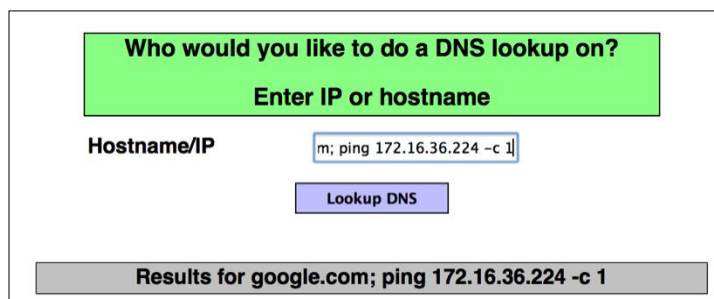 Who would you like to do a DNS lookup on?
Enter IP or hostname
Hostname/IP
m; ping 172.16.36.224 -c 1
Lookup DNS
Results for google.com; ping 172.16.36.224 -c 1